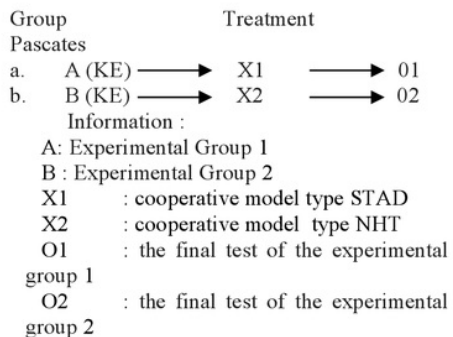 Group Treatment
Pascates
a. A (KE) X1 01
b. B (KE) X2 02
Information :
A: Experimental Group 1
B : Experimental Group 2
X1 : cooperative model type STAD
X2 : cooperative model type NHT
O1 : the final test of the experimental
group 1
O2 : the final test of the experimental
group 2